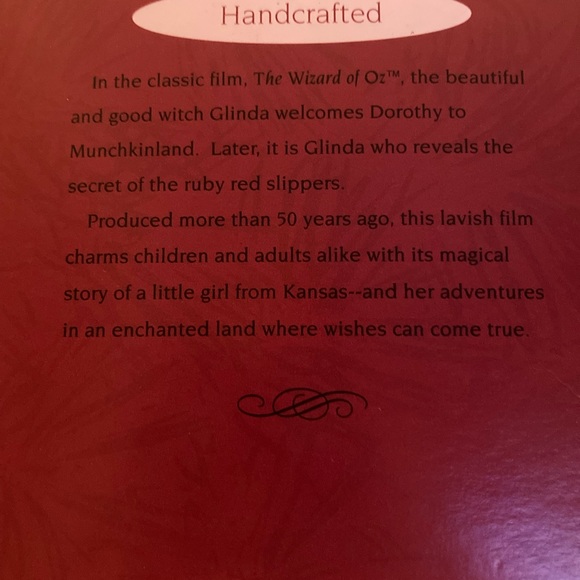 Handcrafted
In the classic film, The Wizard of Oz™, the beautiful
and good witch Glinda welcomes Dorothy to
Munchkinland. Later, it is Glinda who reveals the
secret of the ruby red slippers.
Produced more than 50 years ago, this lavish film
charms children and adults alike with its magical
story of a little girl from Kansas--and her adventures
in an enchanted land where wishes can come true.